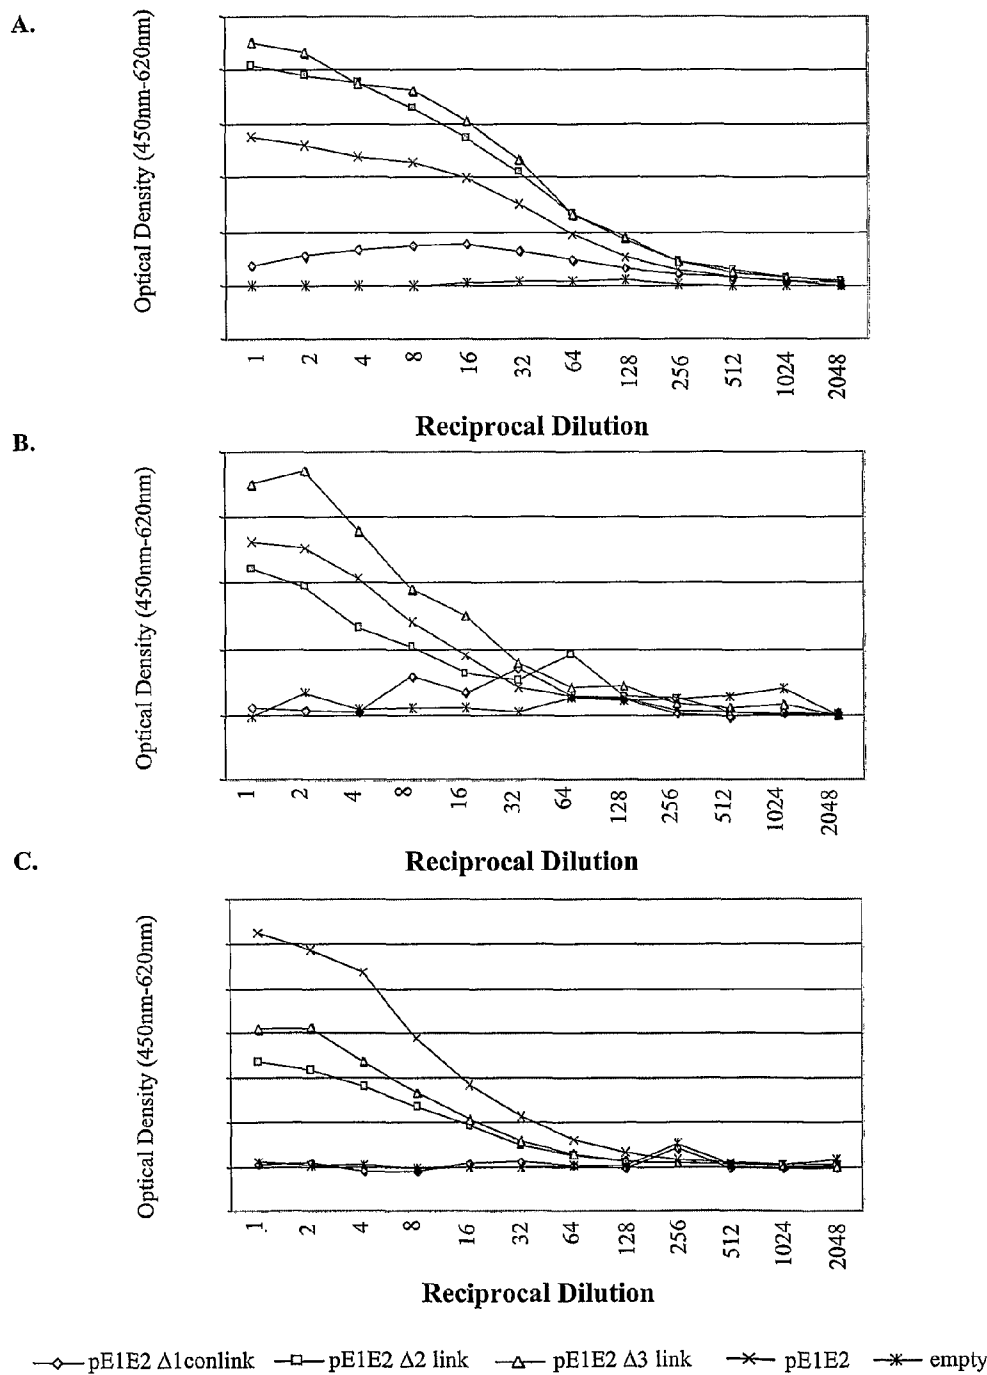 A.
Optical Density (450nm-620nm)
1 2 4 8 16 32 64 128 256 512 1024 2048
Reciprocal Dilution
B.
Optical Density (450nm-620nm)
1 2 4 8 16 32 64 128 256 512 1024 2048
Reciprocal Dilution
C.
Optical Density (450nm-620nm)
1 2 4 8 16 32 64 128 256 512 1024 2048
Reciprocal Dilution
pE1E2 Δ1conlink pE1E2 Δ2 link pE1E2 Δ3 link pE1E2 empty